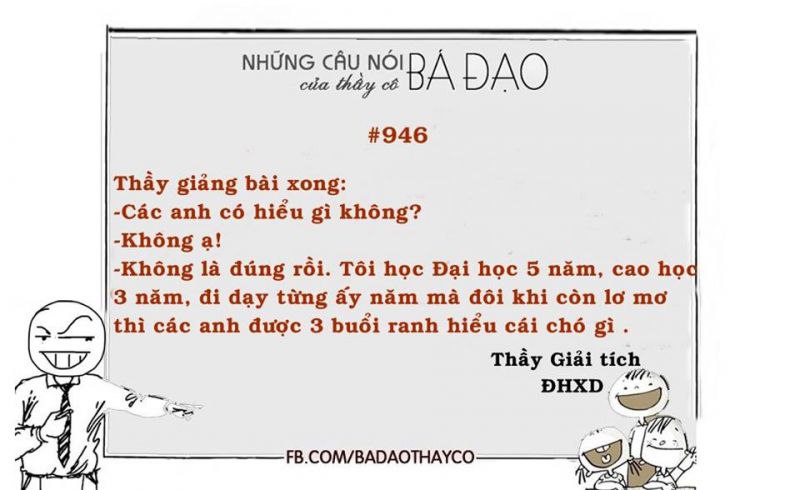 NHỮNG CÂU NÓI
của thầy cô
BÁ ĐẠO
#946
Thầy giảng bài xong:
-Các anh có hiểu gì không?
-Không ạ!
-Không là đúng rồi. Tôi học Đại học 5 năm, cao học
3 năm, đi dạy từng ấy năm mà đôi khi còn lơ mơ
thì các anh được 3 buổi ranh hiểu cái chó gì .
Thầy Giải tích
ĐHXD
FB.COM/BADAOTHAYCO